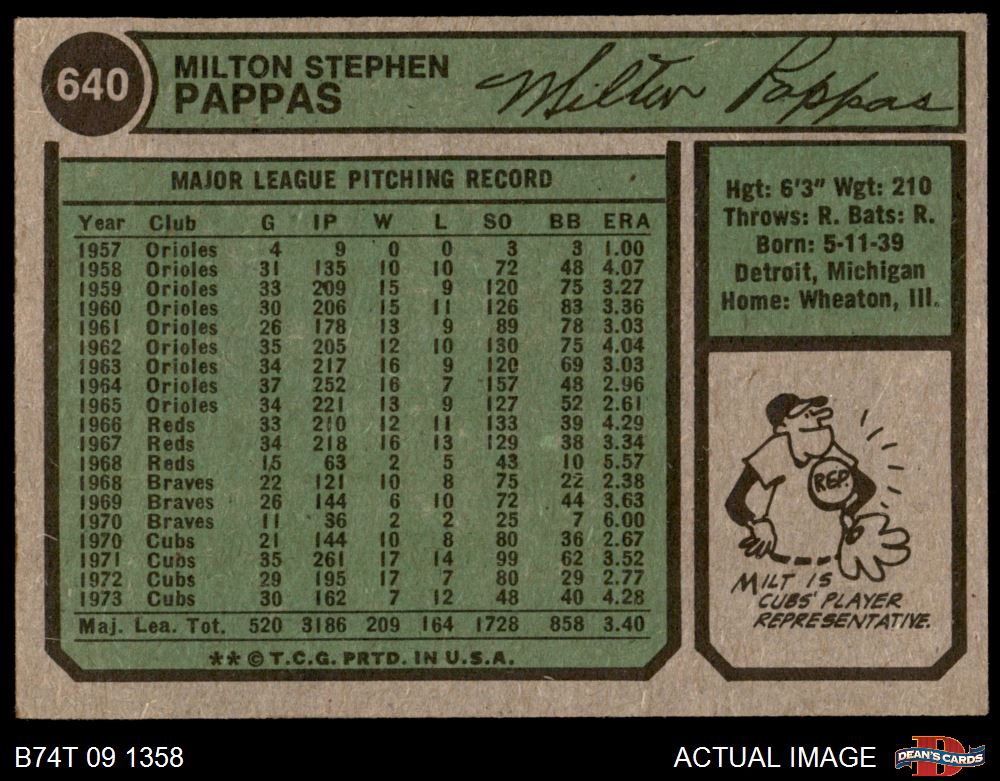 640
MILTON STEPHEN
PAPPAS
Milton Pappas
MAJOR LEAGUE PITCHING RECORD
Year Club G IP W L SO BB ERA
1957 Orioles 4 9 0 0 3 3 1.00
1958 Orioles 31 135 10 10 72 48 4.07
1959 Orioles 33 209 15 9 120 75 3.27
1960 Orioles 30 206 15 11 126 83 3.36
1961 Orioles 26 178 13 9 89 78 3.03
1962 Orioles 35 205 12 10 130 75 4.04
1963 Orioles 34 217 16 9 120 69 3.03
1964 Orioles 37 252 16 7 157 48 2.96
1965 Orioles 34 221 13 9 127 52 2.61
1966 Reds 33 210 12 11 133 39 4.29
1967 Reds 34 218 16 13 129 38 3.34
1968 Reds 15 63 2 5 43 10 5.57
1968 Braves 22 121 10 8 75 22 2.38
1969 Braves 26 144 6 10 72 44 3.63
1970 Braves 11 36 2 2 25 7 6.00
1970 Cubs 21 144 10 8 80 36 2.67
1971 Cubs 35 261 17 14 99 62 3.52
1972 Cubs 29 195 17 7 80 29 2.77
1973 Cubs 30 162 7 12 48 40 4.28
Maj. Lea. Tot. 520 3186 209 164 1728 858 3.40
** © T.C.G. PRTD. IN U.S.A.
Hgt: 6'3" Wgt: 210
Throws: R. Bats: R.
Born: 5-11-39
Detroit, Michigan
Home: Wheaton, Ill.
REP.
MILT IS
CUBS' PLAYER
REPRESENTATIVE.
B74T 09 1358
ACTUAL IMAGE
D
DEAN'S CARDS